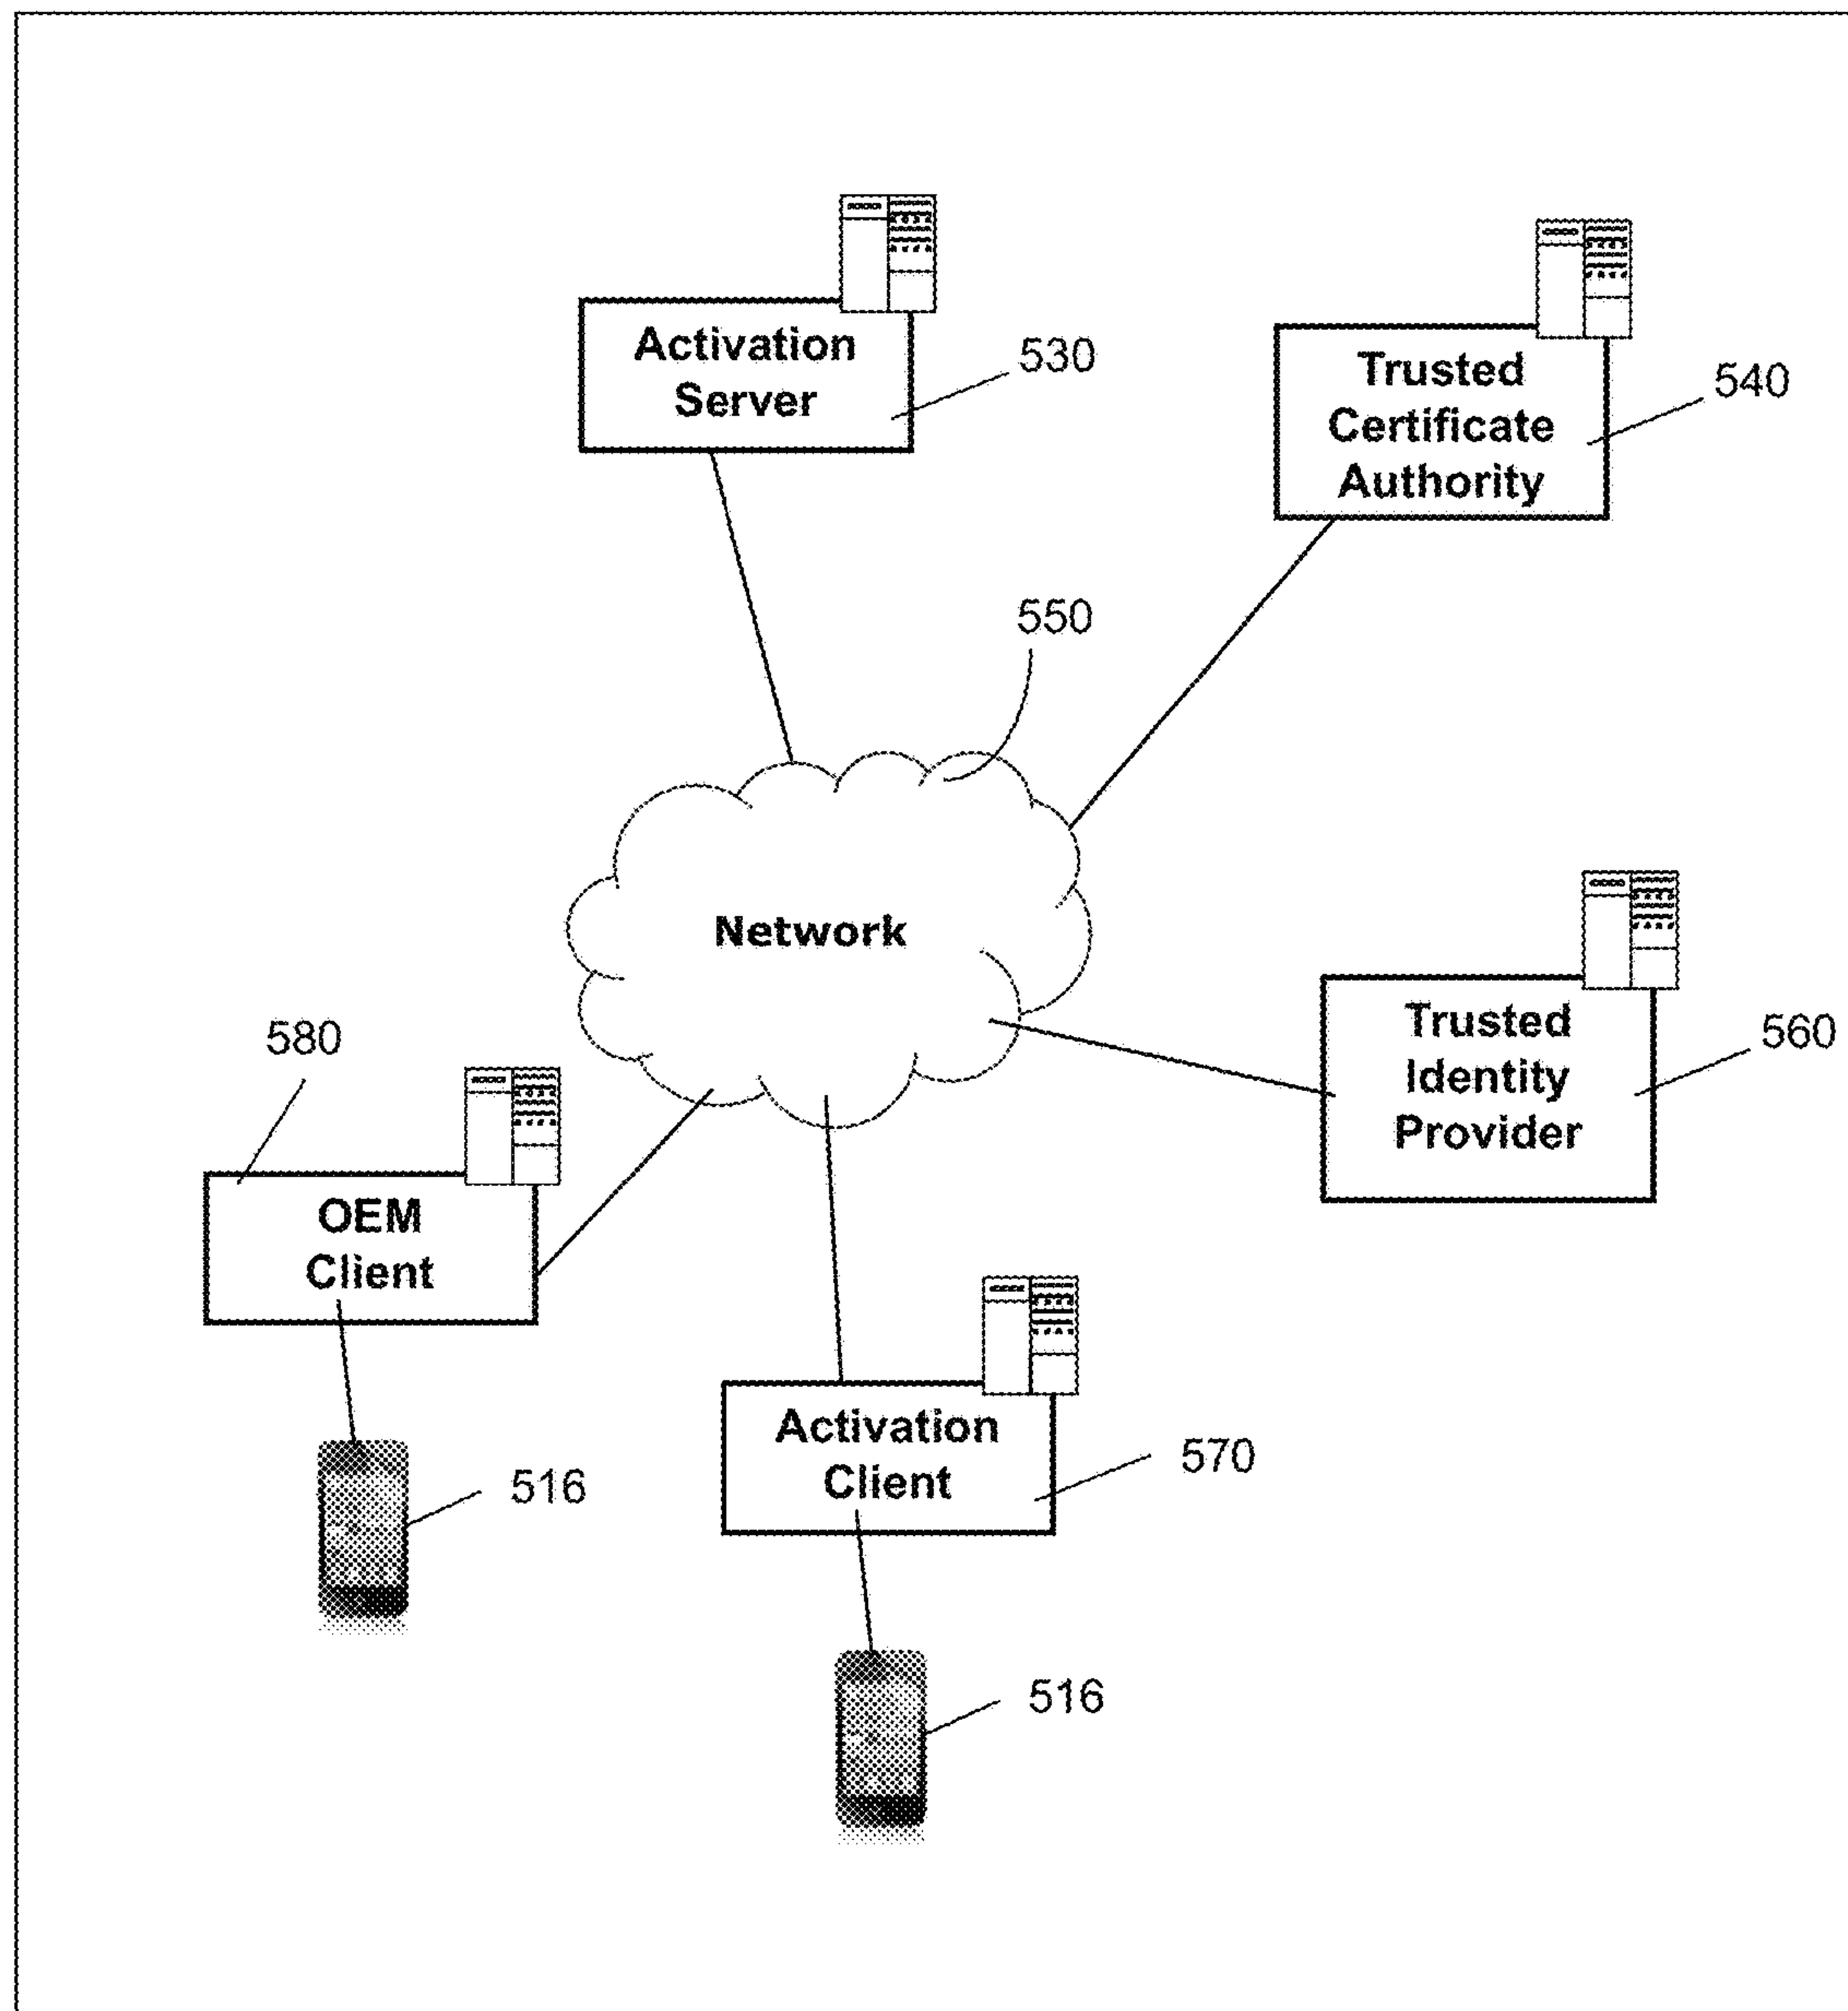 Activation
Server
530
Trusted
Certificate
Authority
540
550
Network
Trusted
Identity
Provider
560
580
OEM
Client
Activation
Client
570
516
516